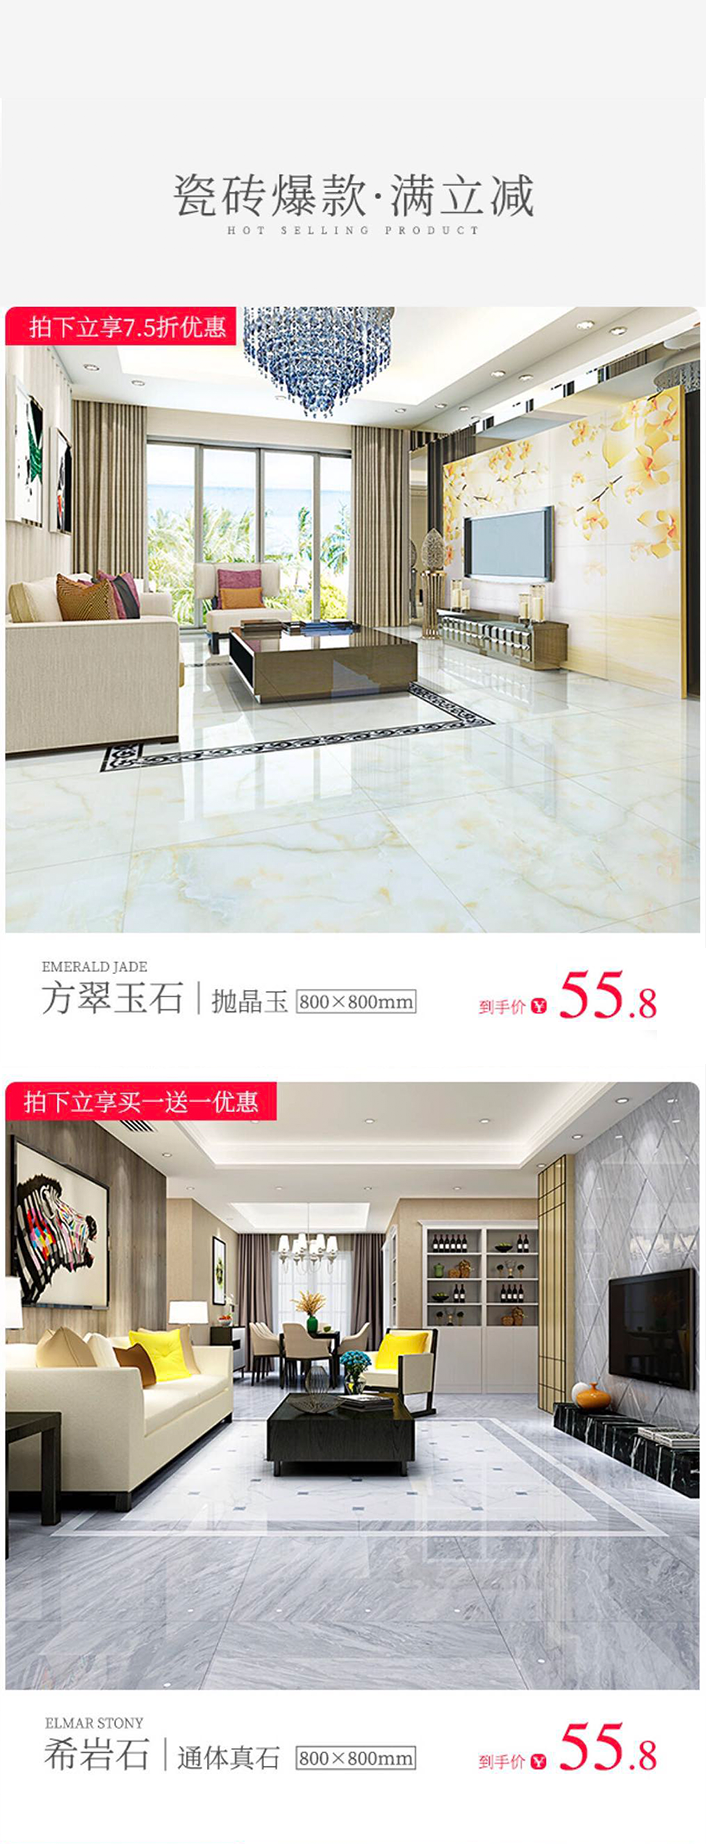 瓷砖爆款·满立减
HOT SELLING PRODUCT
拍下立享7.5折优惠
EMERALD JADE
方翠玉石|抛晶玉 800×800mm 到手价 ¥ 55.8
拍下立享买一送一优惠
ELMAR STONY
希岩石|通体真石 800×800mm 到手价 ¥ 55.8